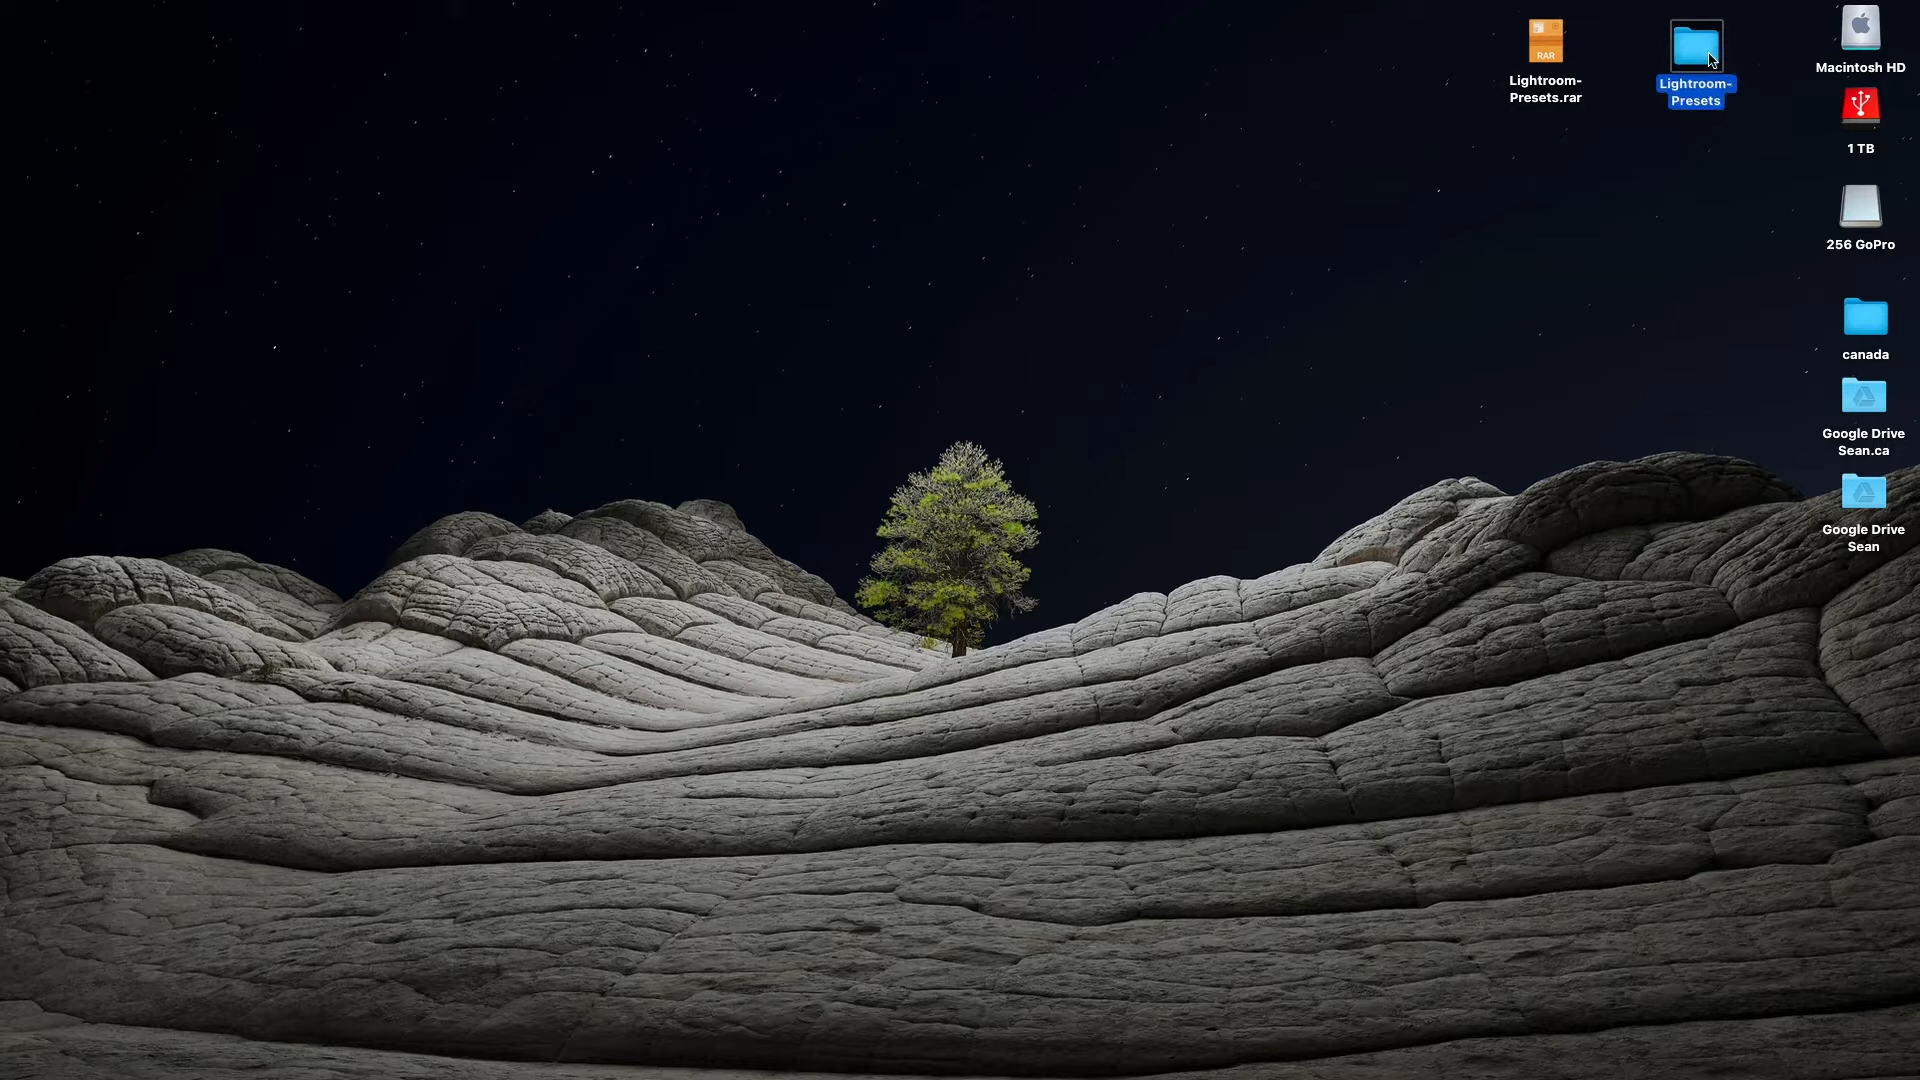 RAR
Lightroom-
Presets.rar
Lightroom-
Presets
Macintosh HD
1 TB
256 GoPro
canada
Google Drive
Sean.ca
Google Drive
Sean